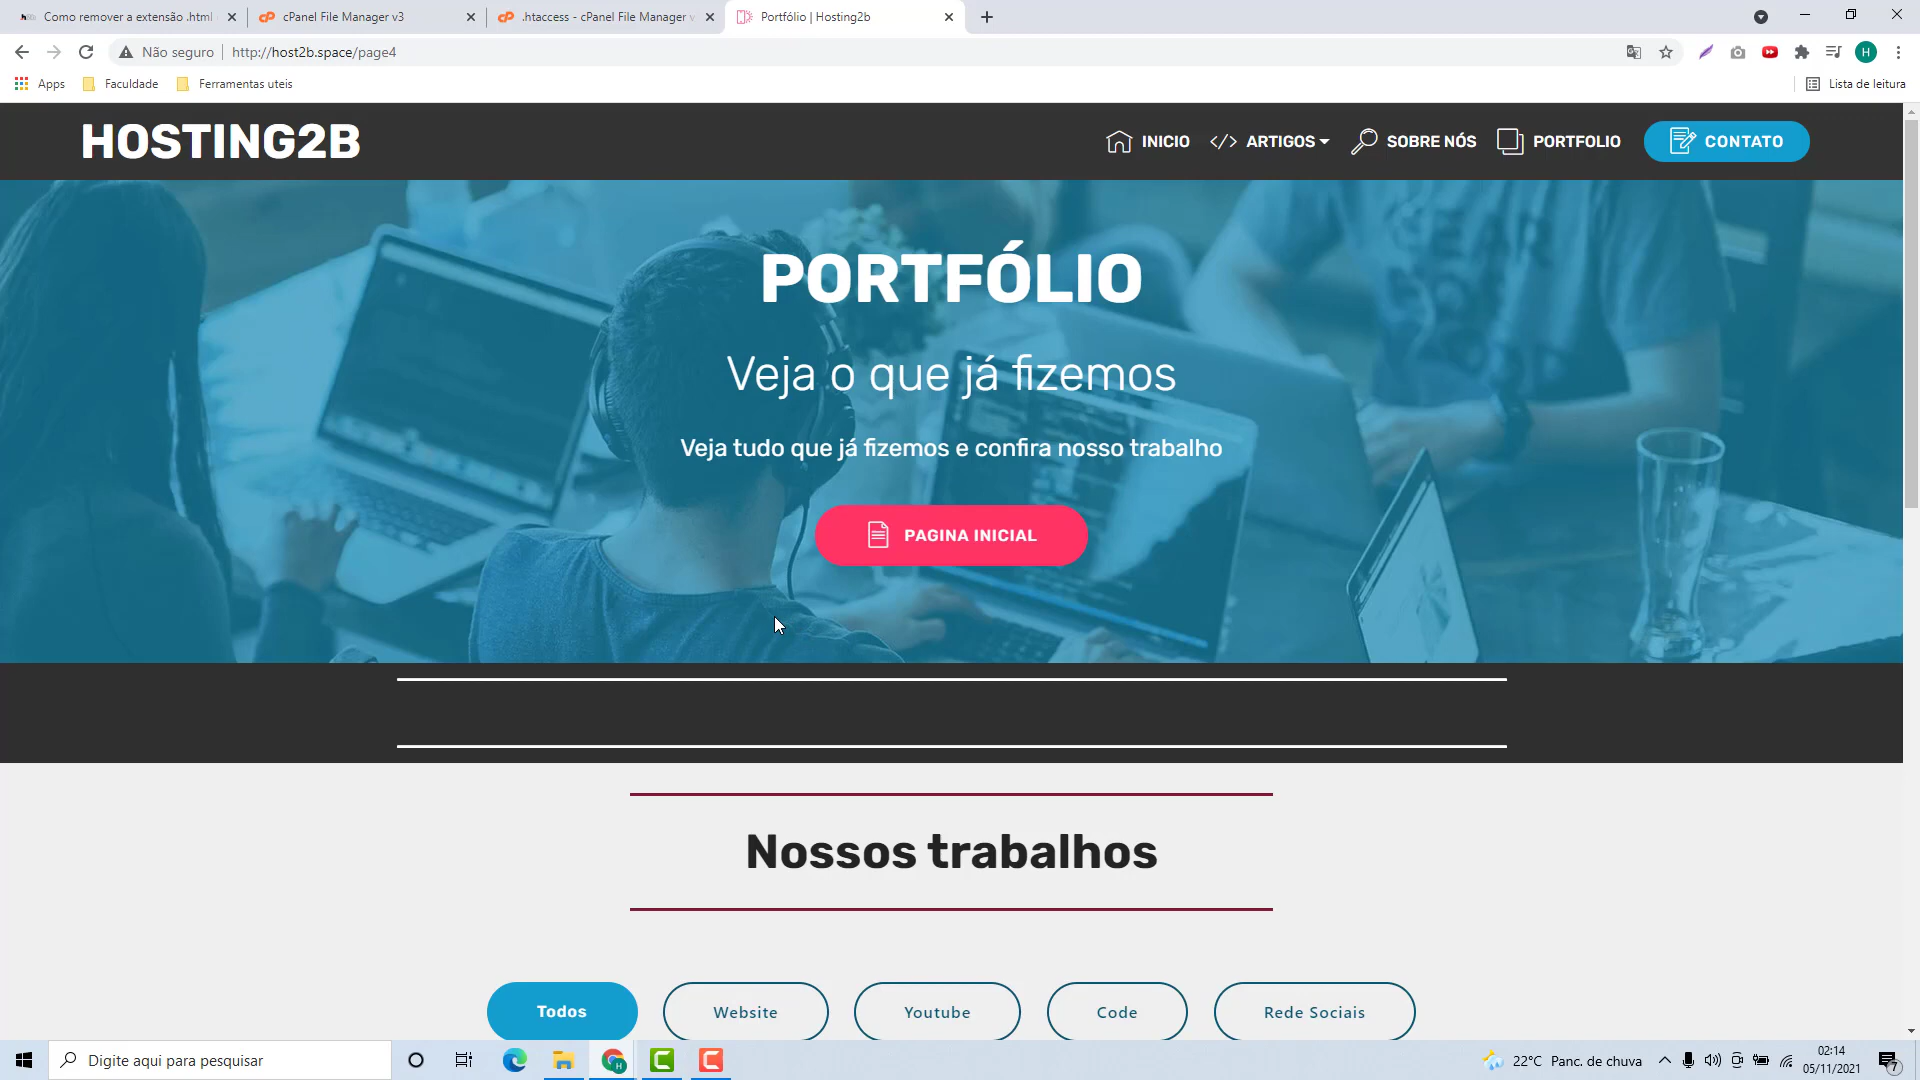 Como remover a extensão .html
cPanel File Manager v3
.htaccess - cPanel File Manager v
Portfólio | Hosting2b
Não seguro
http://host2b.space/page4
H
Apps
Faculdade
Ferramentas uteis
Lista de leitura
HOSTING2B
INICIO
ARTIGOS
SOBRE NÓS
PORTFOLIO
CONTATO
PORTFÓLIO
Veja o que já fizemos
Veja tudo que já fizemos e confira nosso trabalho
PAGINA INICIAL
Nossos trabalhos
Todos
Website
Youtube
Code
Rede Sociais
Digite aqui para pesquisar
22°C Panc. de chuva
02:14
05/11/2021
7